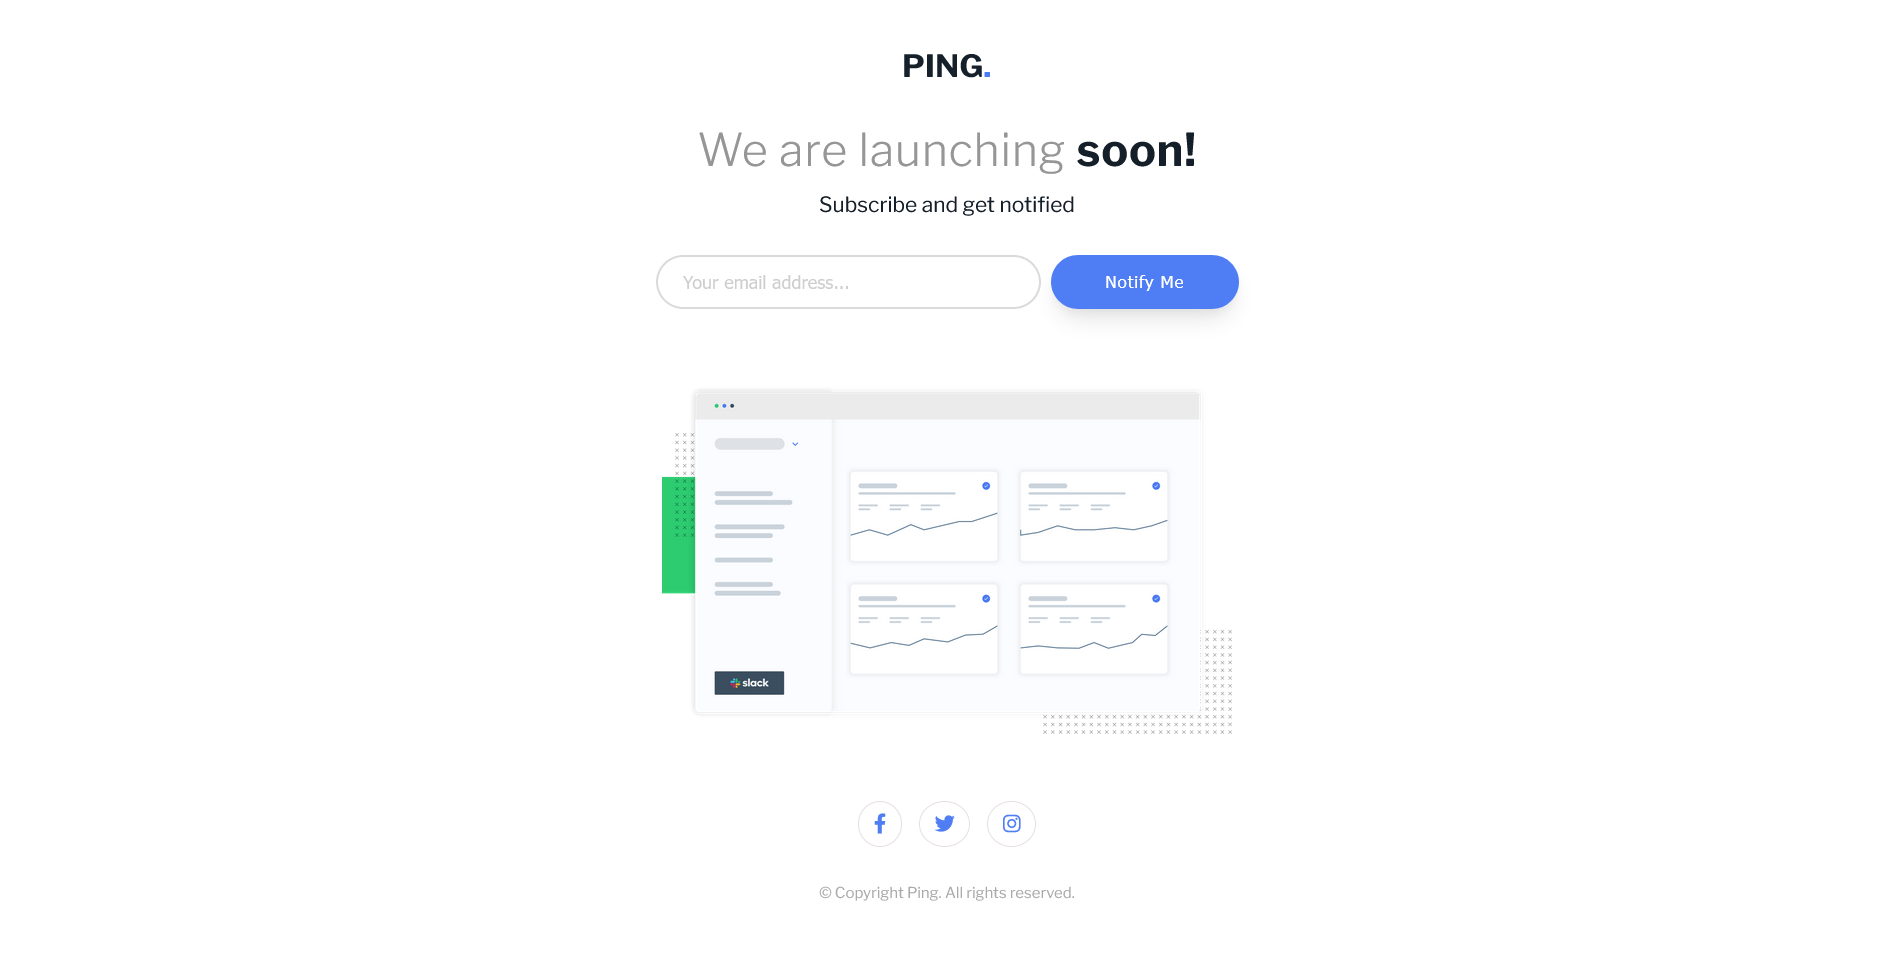 PING.
We are launching soon!
Subscribe and get notified
Your email address...
Notify Me
slack
© Copyright Ping. All rights reserved.